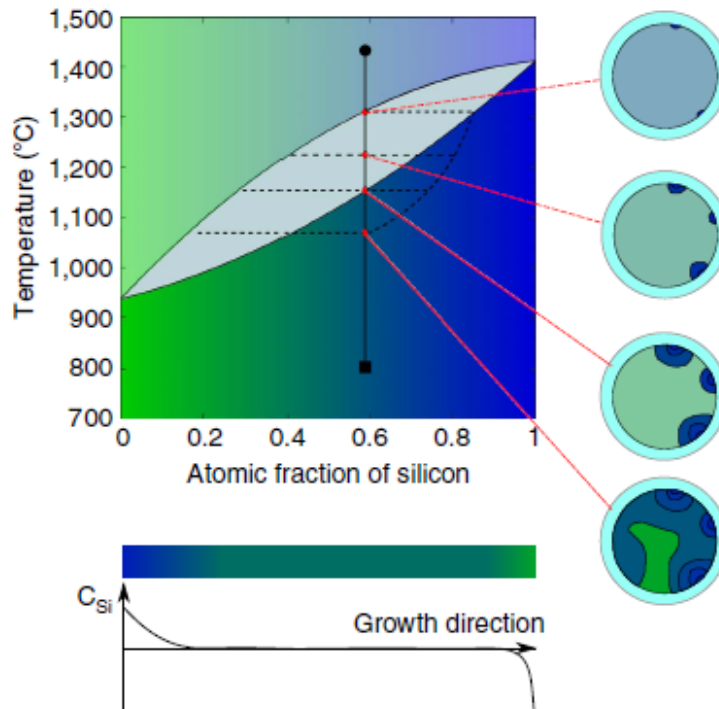 1,500
1,400
1,300
1,200
1,100
1,000
900
800
700
Temperature (°C)
0 0.2 0.4 0.6 0.8 1
Atomic fraction of silicon
C_Si
Growth direction